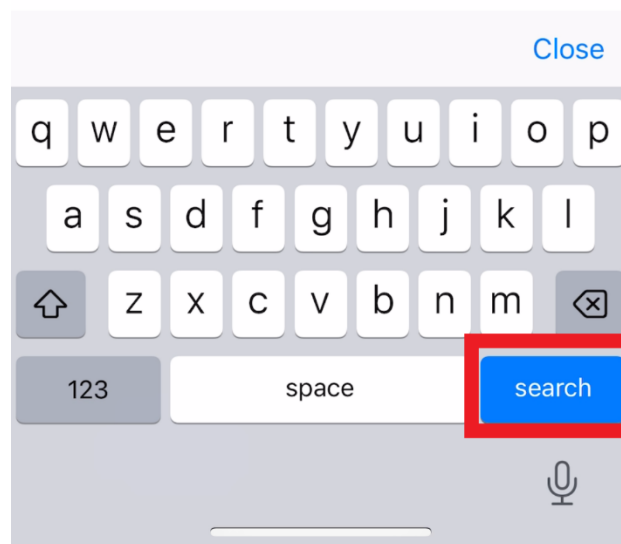 Close
q w e r t y u i o p
a s d f g h j k l
z x c v b n m
123 space search